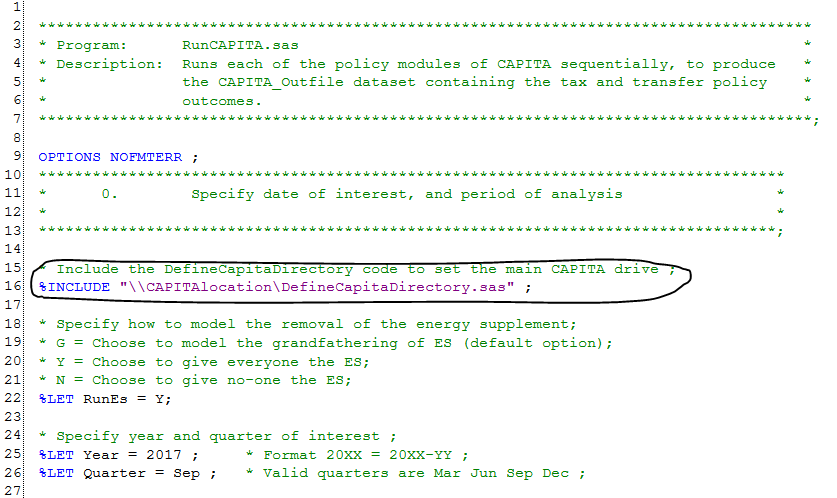 1
2 **************************************************************************************
3 * Program: RunCAPITA.sas *
4 * Description: Runs each of the policy modules of CAPITA sequentially, to produce *
5 * the CAPITA_Outfile dataset containing the tax and transfer policy *
6 * outcomes. *
7 **************************************************************************************;
8
9 OPTIONS NOFMTERR ;
10 ***********************************************************************************
11 * 0. Specify date of interest, and period of analysis *
12 * *
13 **********************************************************************************;
14
15 * Include the DefineCapitaDirectory code to set the main CAPITA drive ;
16 %INCLUDE "\\CAPITAlocation\DefineCapitaDirectory.sas" ;
17
18 * Specify how to model the removal of the energy supplement;
19 * G = Choose to model the grandfathering of ES (default option);
20 * Y = Choose to give everyone the ES;
21 * N = Choose to give no-one the ES;
22 %LET RunEs = Y;
23
24 * Specify year and quarter of interest ;
25 %LET Year = 2017 ; * Format 20XX = 20XX-YY ;
26 %LET Quarter = Sep ; * Valid quarters are Mar Jun Sep Dec ;
27